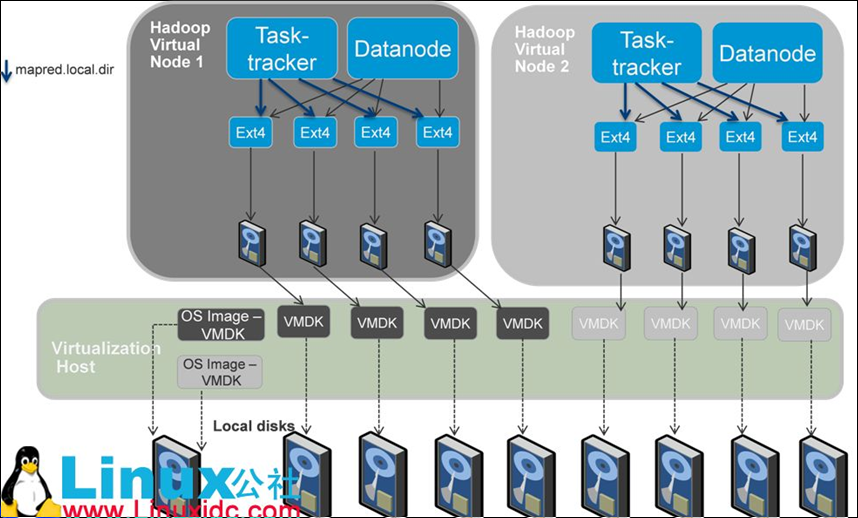 mapred.local.dir
Hadoop
Virtual
Node 1
Task-
tracker
Datanode
Ext4
Ext4
Ext4
Ext4
Hadoop
Virtual
Node 2
Task-
tracker
Datanode
Ext4
Ext4
Ext4
Ext4
Virtualization
Host
OS Image –
VMDK
OS Image –
VMDK
VMDK
VMDK
VMDK
VMDK
VMDK
VMDK
VMDK
VMDK
Local disks
Linux公社
www.Linuxidc.com